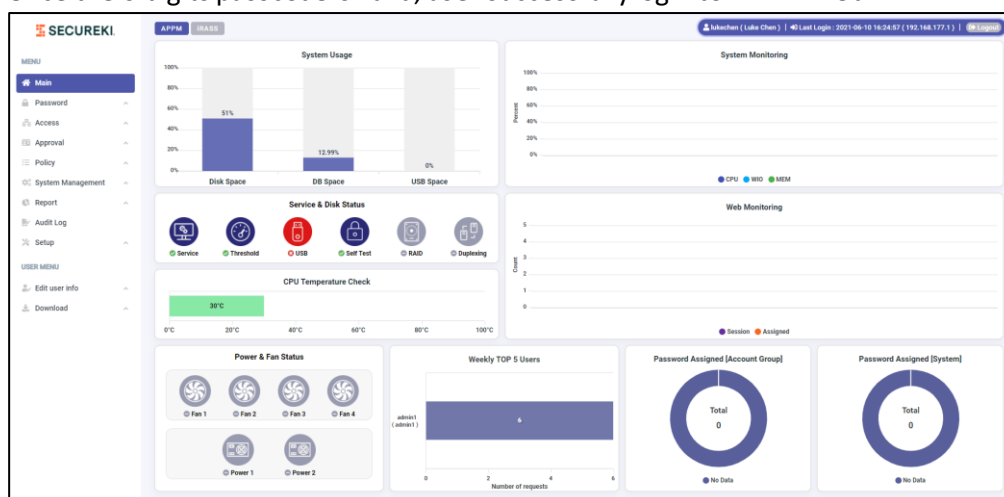 SECUREKI.
APPM IRASS
lukechen ( Luke Chen ) | Last Login : 2021-06-10 16:24:57 ( 192.168.177.1 ) | Logout
MENU
Main
Password
Access
Approval
Policy
System Management
Report
Audit Log
Setup
USER MENU
Edit user info
Download
System Usage
100%
80%
60%
40%
20%
0%
51%
12.99%
0%
Disk Space DB Space USB Space
System Monitoring
Percent
100%
80%
60%
40%
20%
0%
CPU WIO MEM
Service & Disk Status
Service Threshold USB Self Test RAID Duplexing
Web Monitoring
Count
5
4
3
2
1
0
Session Assigned
CPU Temperature Check
30°C
0°C 20°C 40°C 60°C 80°C 100°C
Power & Fan Status
Fan 1 Fan 2 Fan 3 Fan 4
Power 1 Power 2
Weekly TOP 5 Users
admin1
( admin1 )
6
0 2 4 6
Number of requests
Password Assigned [Account Group]
Total
0
No Data
Password Assigned [System]
Total
0
No Data